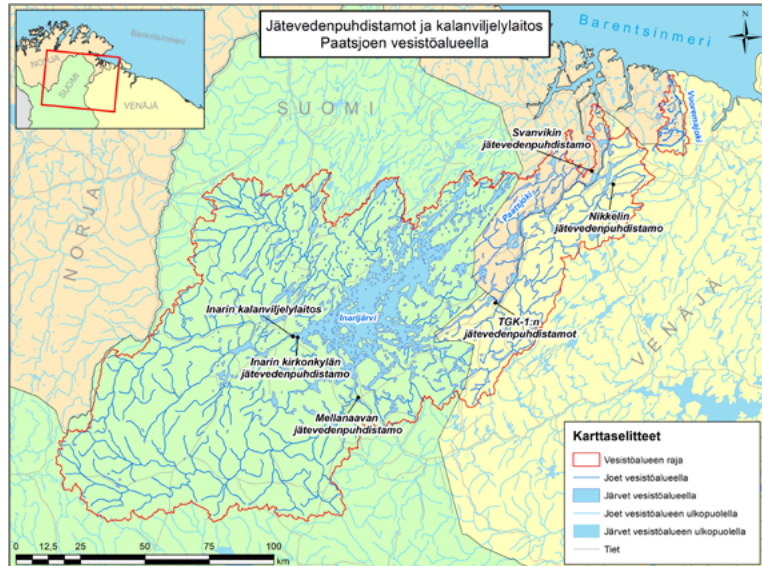 Jätevedenpuhdistamot ja kalanviljelylaitos
Paatsjoen vesistöalueella
Barentsinmeri
NORJA
SUOMI
VENÄJÄ
Barentsinmeri
SUOMI
NORJA
VENÄJÄ
Vuoremajoki
Svanvikin
jätevedenpuhdistamo
Paatsjoki
Nikkelin
jätevedenpuhdistamo
Inarijärvi
Inarin kalanviljelylaitos
TGK-1:n
jätevedenpuhdistamot
Inarin kirkonkylän
jätevedenpuhdistamo
Mellanaavan
jätevedenpuhdistamo
Karttaselitteet
Vesistöalueen raja
Joet vesistöalueella
Järvet vesistöalueella
Joet vesistöalueen ulkopuolella
Järvet vesistöalueen ulkopuolella
Tiet
0 12,5 25 50 75 100
km
N